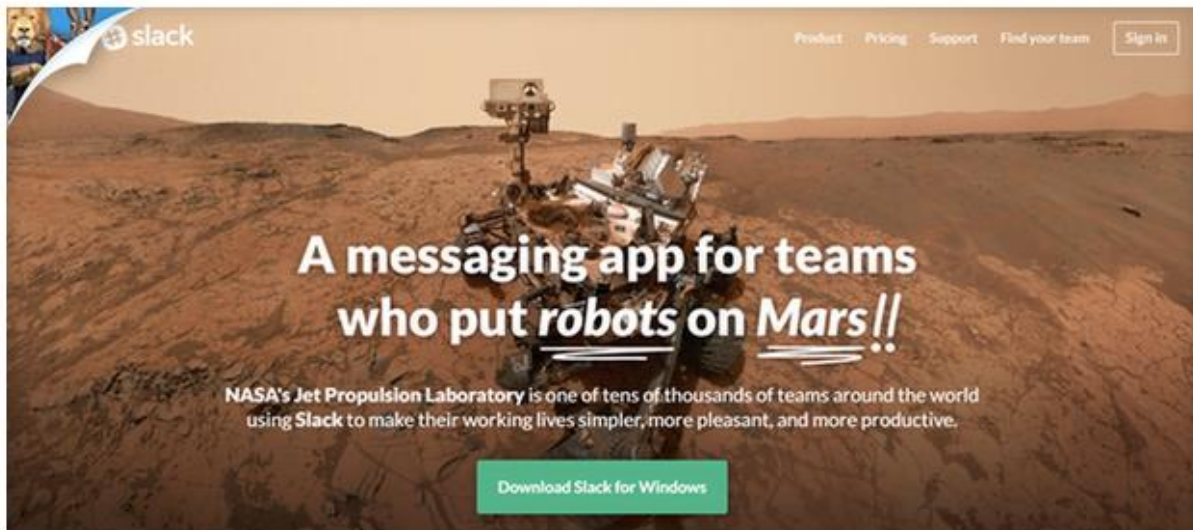 slack
Product Pricing Support Find your team Sign in
A messaging app for teams
who put robots on Mars!!
NASA's Jet Propulsion Laboratory is one of tens of thousands of teams around the world
using Slack to make their working lives simpler, more pleasant, and more productive.
Download Slack for Windows